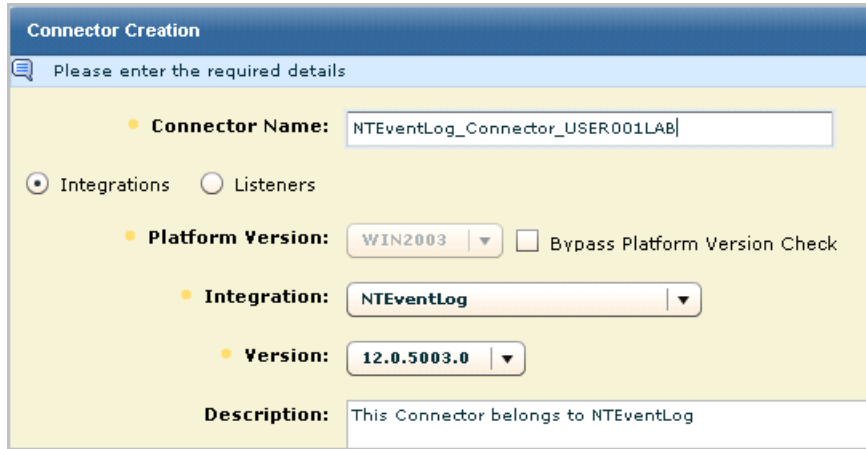 Connector Creation
Please enter the required details
Connector Name: NTEventLog_Connector_USER001LAB
Integrations Listeners
Platform Version: WIN2003 Bypass Platform Version Check
Integration: NTEventLog
Version: 12.0.5003.0
Description: This Connector belongs to NTEventLog